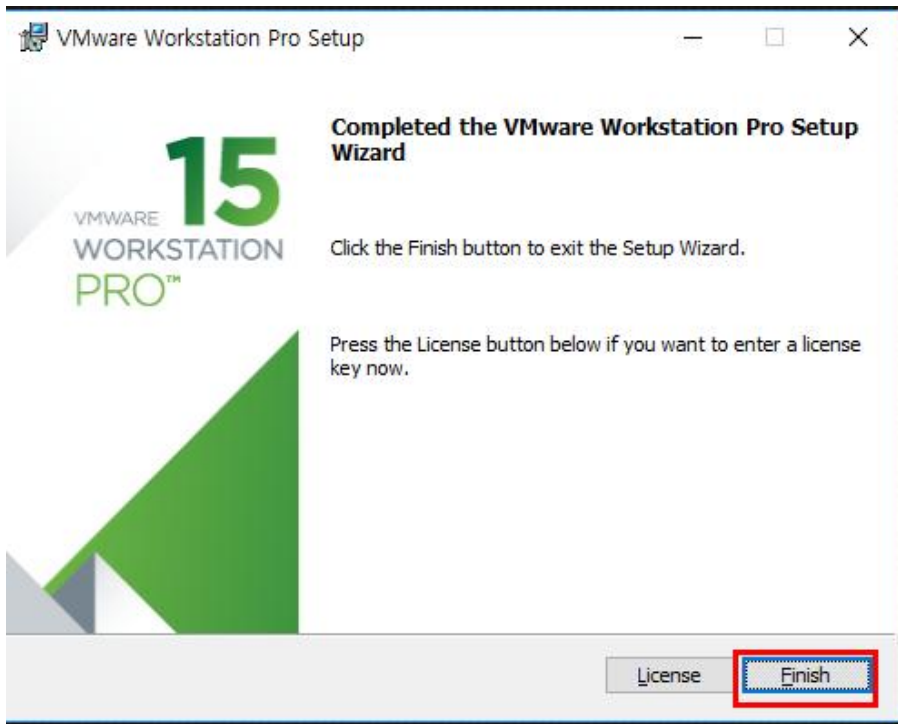 VMware Workstation Pro Setup
Completed the VMware Workstation Pro Setup
Wizard
15
VMWARE
WORKSTATION
PRO™
Click the Finish button to exit the Setup Wizard.
Press the License button below if you want to enter a license
key now.
License
Finish